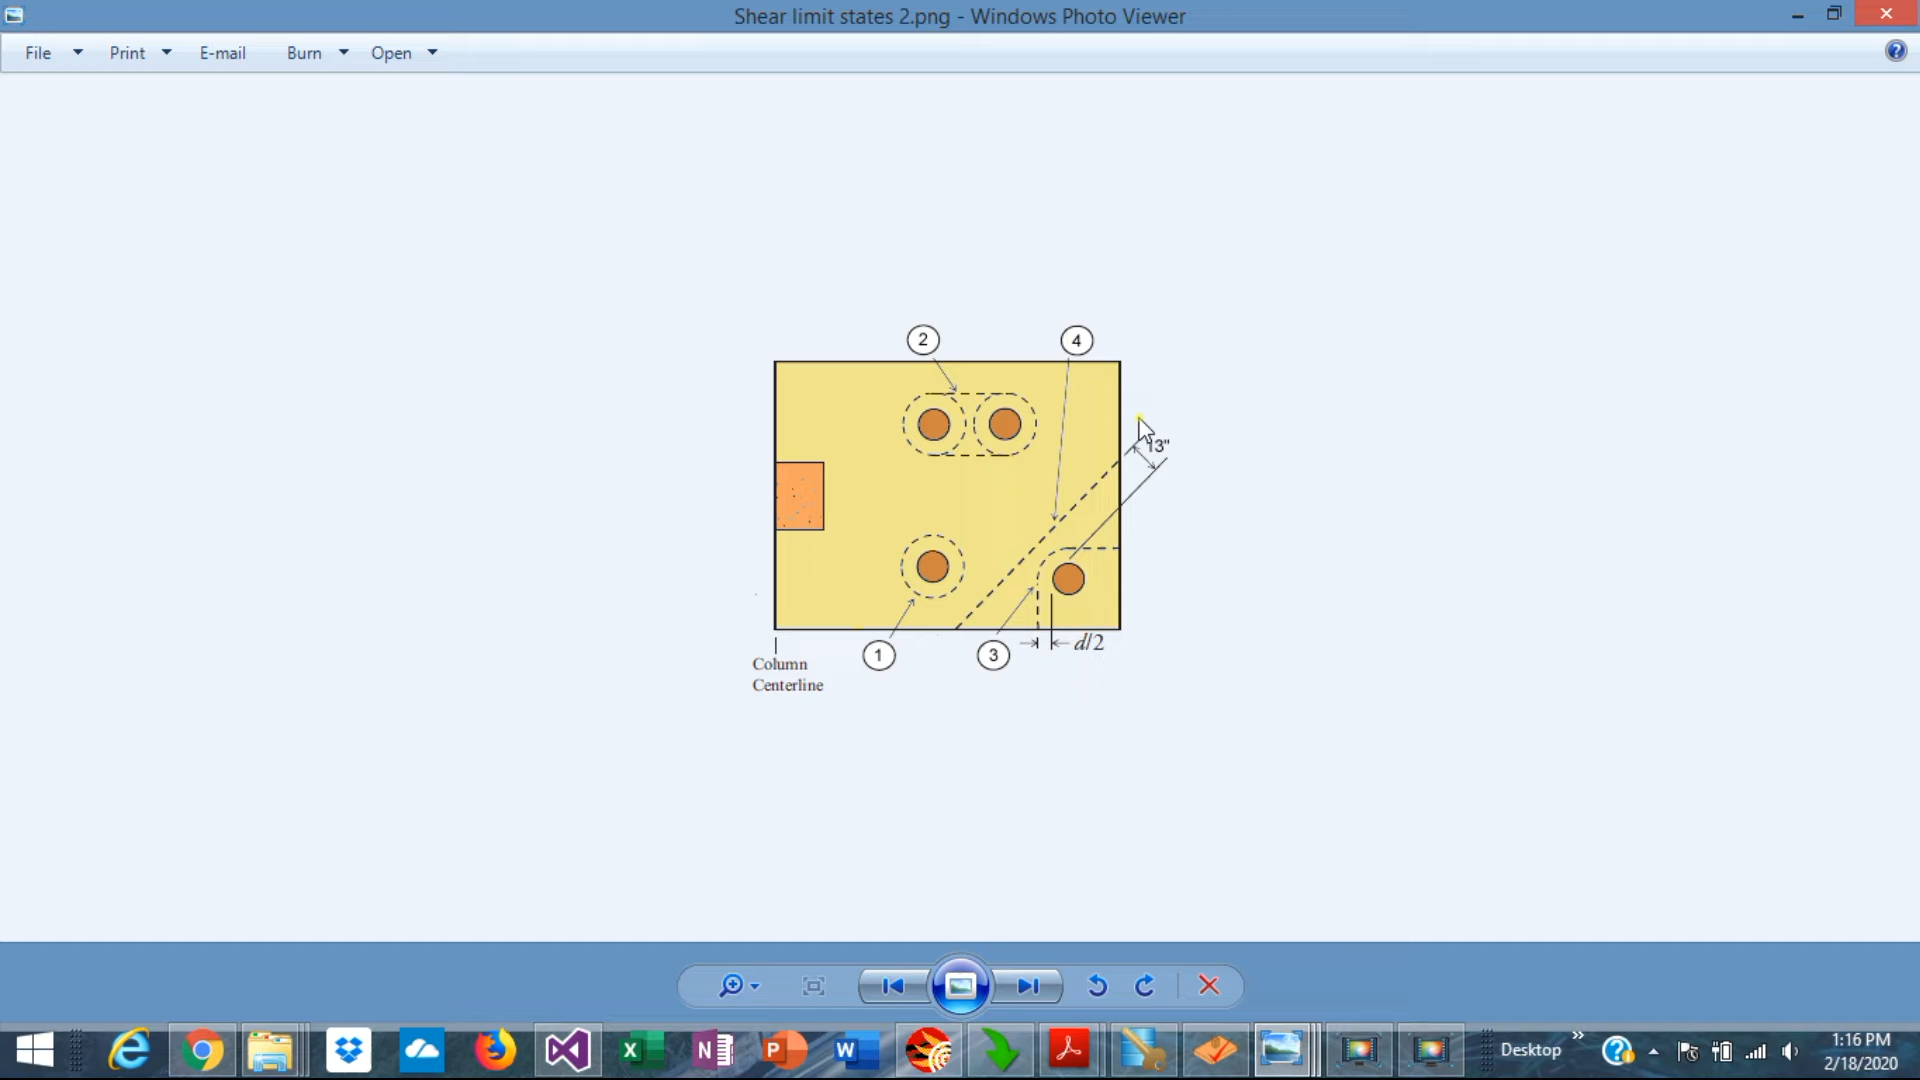 Shear limit states 2.png - Windows Photo Viewer
File Print E-mail Burn Open
2
4
13"
1
3
d/2
Column
Centerline
Desktop
1:16 PM
2/18/2020